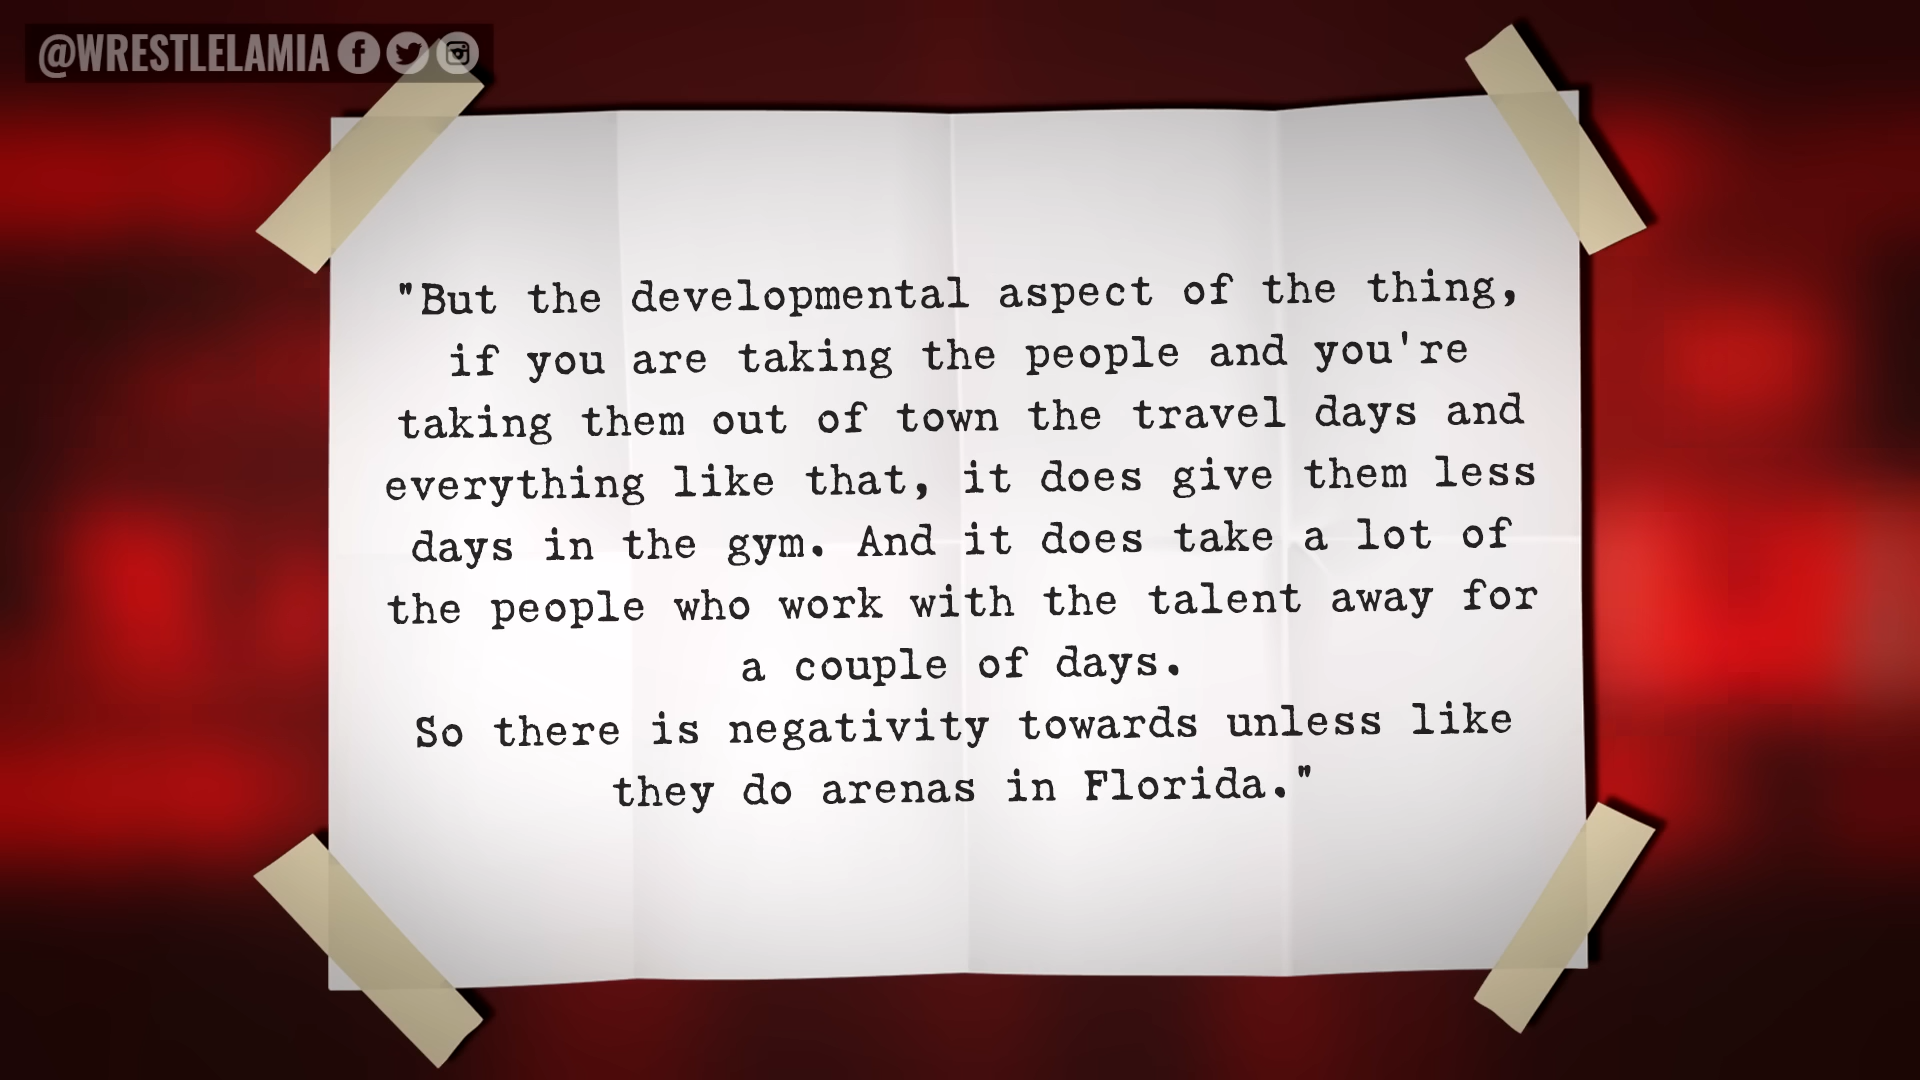 @WRESTLELAMIA
"But the developmental aspect of the thing,
if you are taking the people and you're
taking them out of town the travel days and
everything like that, it does give them less
days in the gym. And it does take a lot of
the people who work with the talent away for
a couple of days.
So there is negativity towards unless like
they do arenas in Florida."